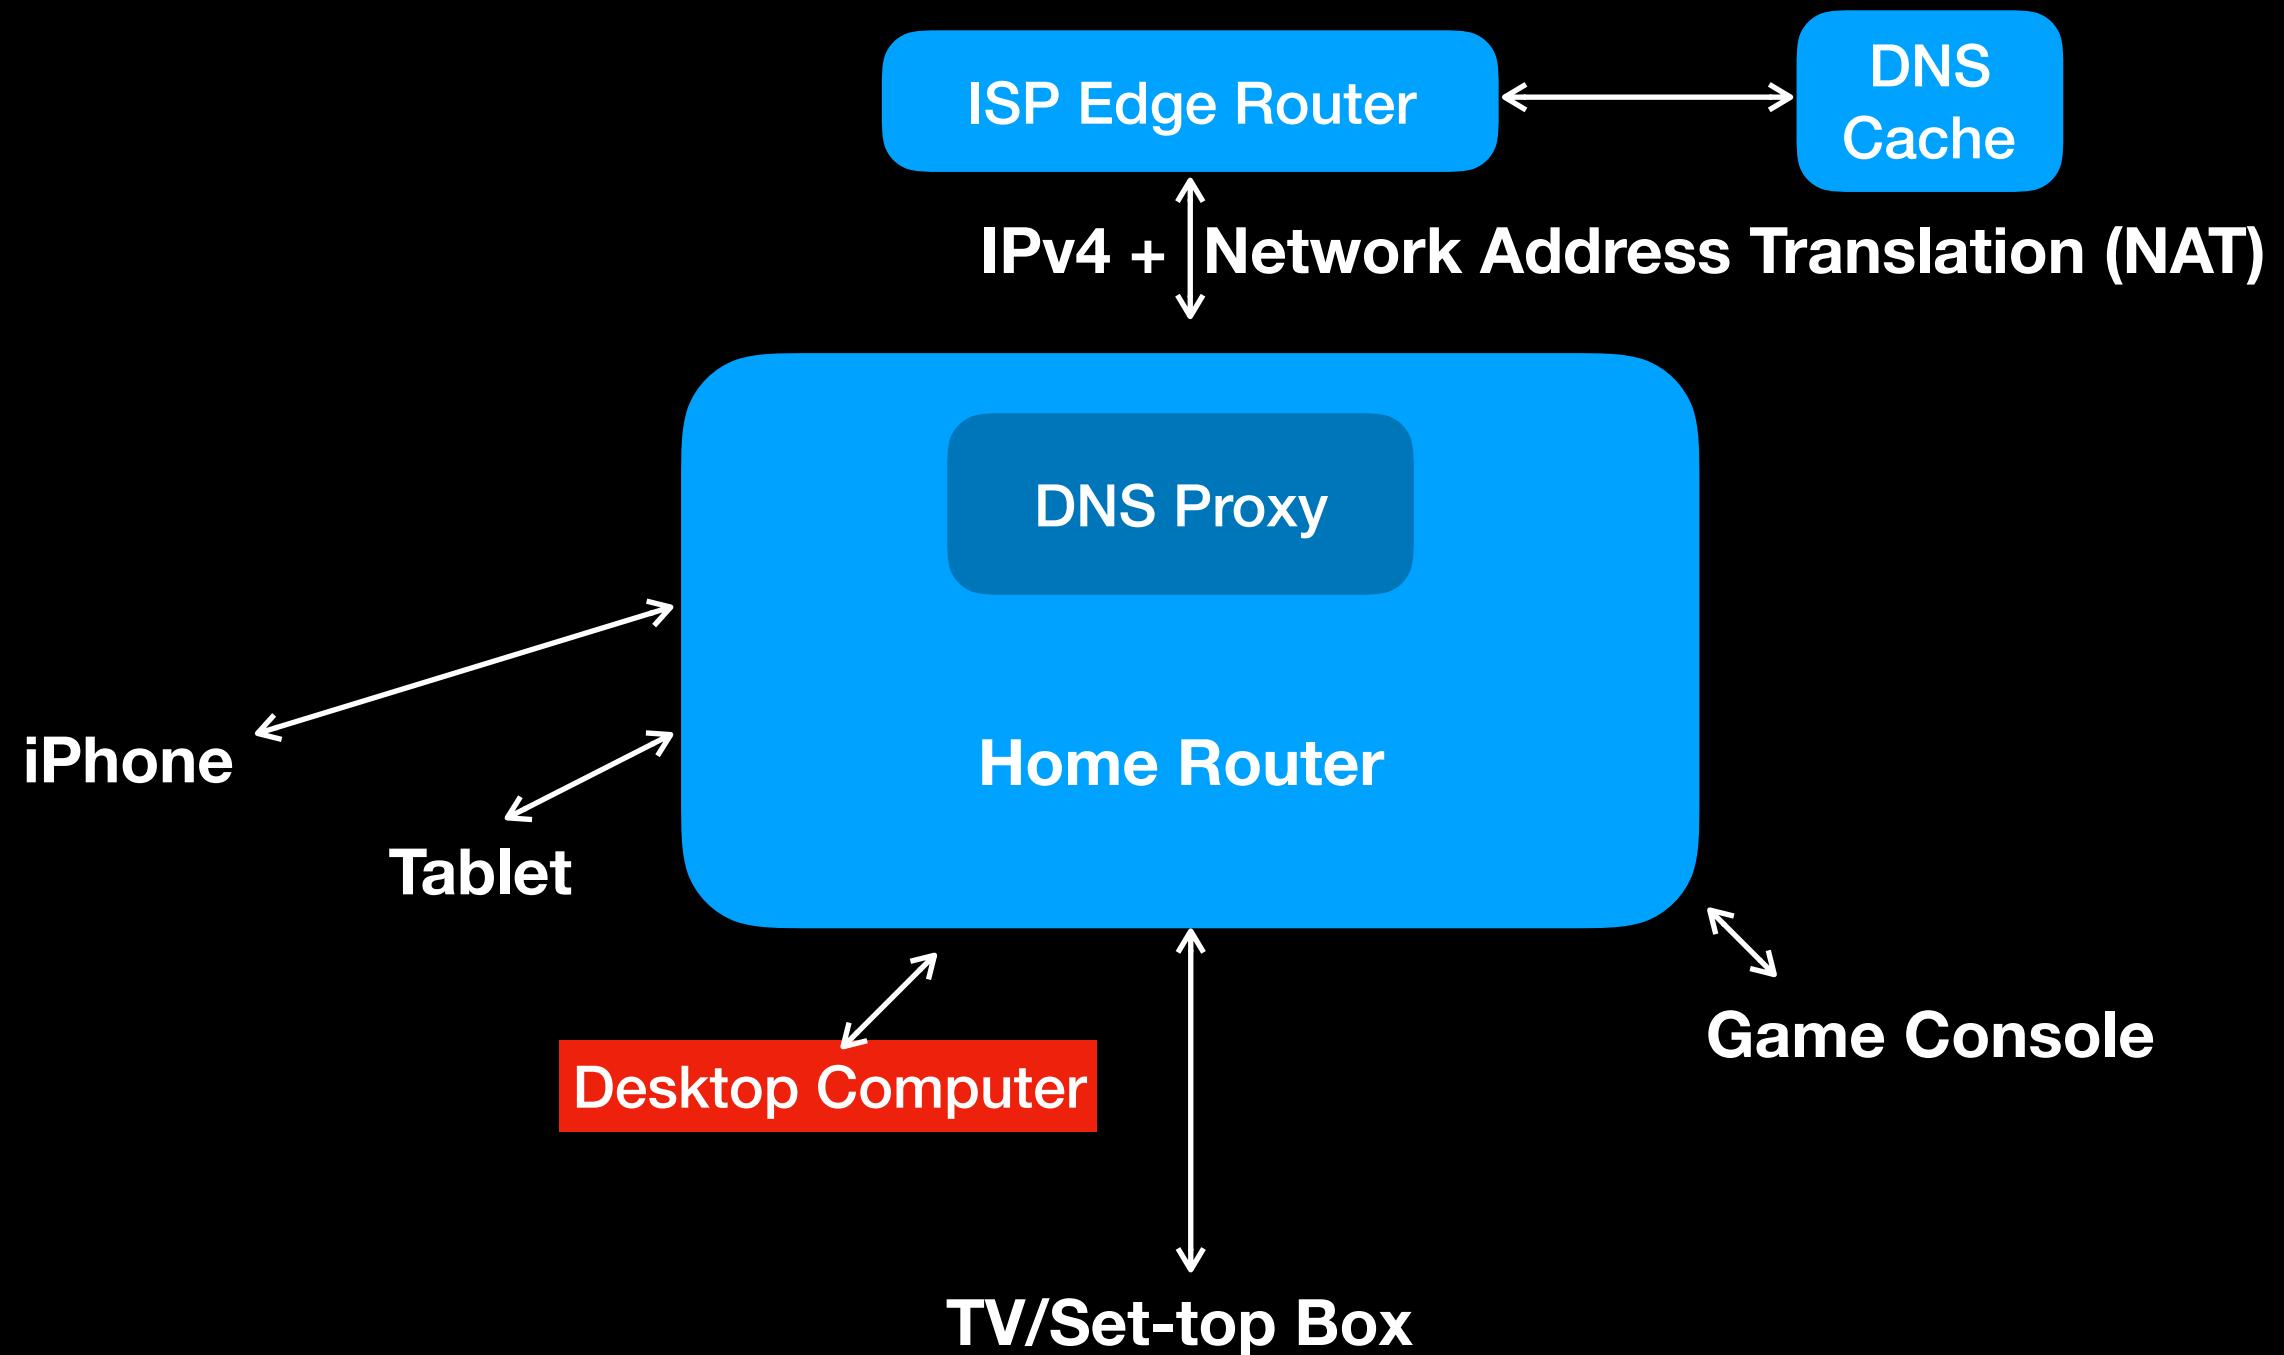 ISP Edge Router
DNS
Cache
IPv4 + Network Address Translation (NAT)
DNS Proxy
Home Router
iPhone
Tablet
Game Console
Desktop Computer
TV/Set-top Box